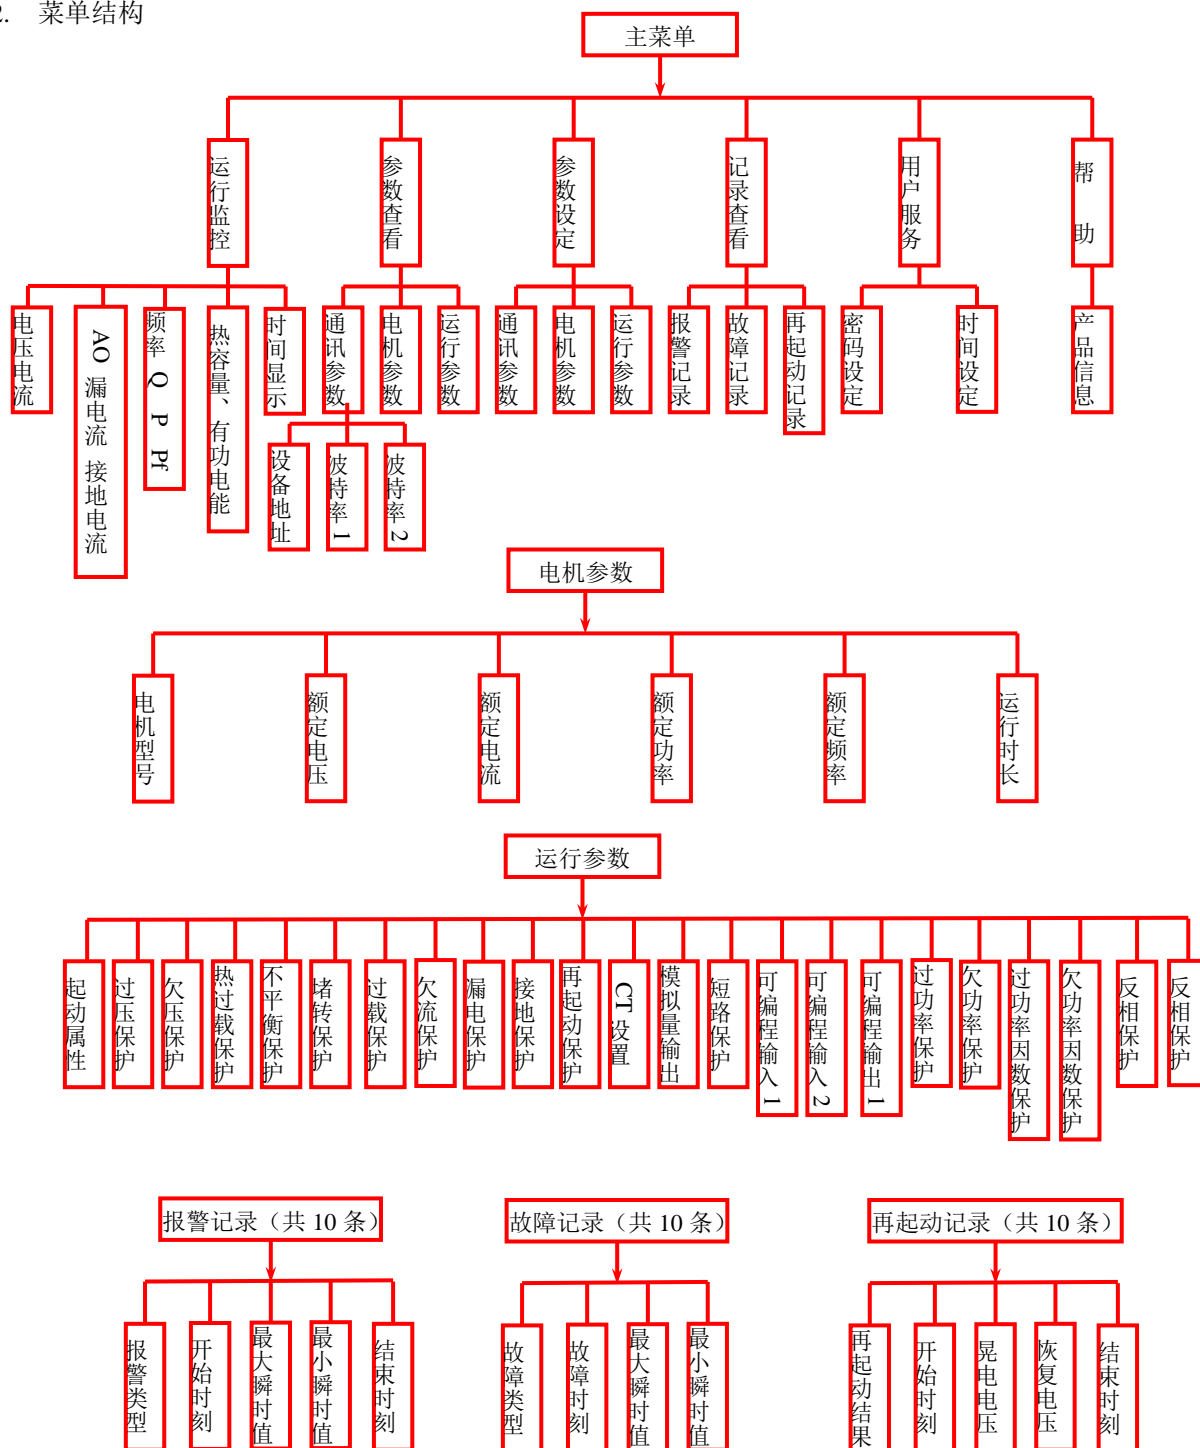 2. 菜单结构
主菜单
运行监控
参数查看
参数设定
记录查看
用户服务
帮 助
电压电流
AO 漏电流 接地电流
频率 Q P Pf
热容量、有功电能
时间显示
通讯参数
电机参数
运行参数
通讯参数
电机参数
运行参数
报警记录
故障记录
再起动记录
密码设定
时间设定
产品信息
设备地址
波特率 1
波特率 2
电机参数
电机型号
额定电压
额定电流
额定功率
额定频率
运行时长
运行参数
起动属性
过压保护
欠压保护
热过载保护
不平衡保护
堵转保护
过载保护
欠流保护
漏电保护
接地保护
再起动保护
CT 设置
模拟量输出
短路保护
可编程输入 1
可编程输入 2
可编程输出 1
过功率保护
欠功率保护
过功率因数保护
欠功率因数保护
反相保护
反相保护
报警记录（共 10 条）
故障记录（共 10 条）
再起动记录（共 10 条）
报警类型
开始时刻
最大瞬时值
最小瞬时值
结束时刻
故障类型
故障时刻
最大瞬时值
最小瞬时值
再起动结果
开始时刻
晃电电压
恢复电压
结束时刻